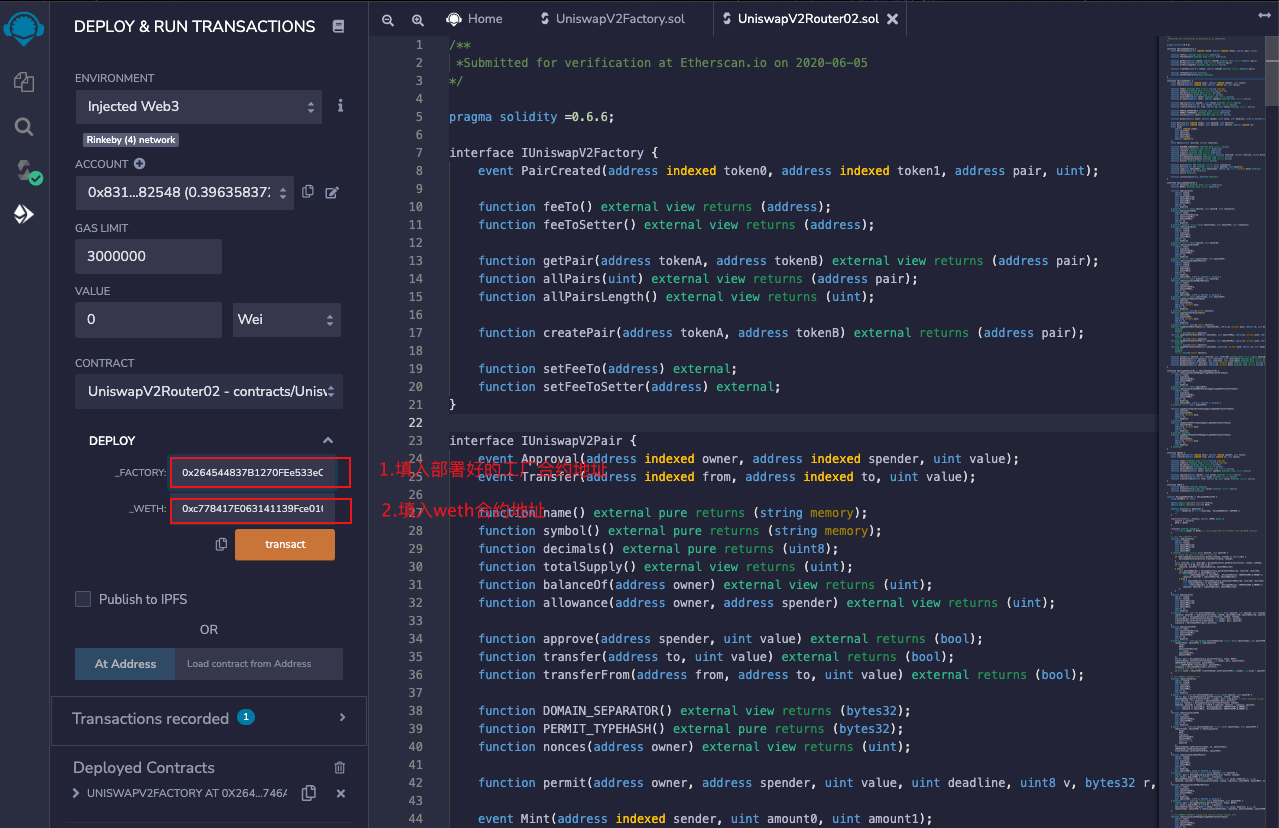 DEPLOY & RUN TRANSACTIONS
ENVIRONMENT
Injected Web3
Rinkeby (4) network
ACCOUNT
0x831...82548 (0.39635837
GAS LIMIT
3000000
VALUE
0
Wei
CONTRACT
UniswapV2Router02 - contracts/Unisw
DEPLOY
_FACTORY:
0x264544837B1270FEe533eC
_WETH:
0xc778417E063141139Fce010
transact
Publish to IPFS
OR
At Address
Load contract from Address
Transactions recorded
1
Deployed Contracts
UNISWAPV2FACTORY AT 0X264...746A
Home
UniswapV2Factory.sol
UniswapV2Router02.sol
1 /**
2 *Submitted for verification at Etherscan.io on 2020-06-05
3 */
4
5 pragma solidity =0.6.6;
6
7 interface IUniswapV2Factory {
8 event PairCreated(address indexed token0, address indexed token1, address pair, uint);
9
10 function feeTo() external view returns (address);
11 function feeToSetter() external view returns (address);
12
13 function getPair(address tokenA, address tokenB) external view returns (address pair);
14 function allPairs(uint) external view returns (address pair);
15 function allPairsLength() external view returns (uint);
16
17 function createPair(address tokenA, address tokenB) external returns (address pair);
18
19 function setFeeTo(address) external;
20 function setFeeToSetter(address) external;
21 }
22
23 interface IUniswapV2Pair {
24 event Approval(address indexed owner, address indexed spender, uint value);
1.填入部署好的工厂合约地址
25 event Transfer(address indexed from, address indexed to, uint value);
26
2.填入weth合约地址
27 function name() external pure returns (string memory);
28 function symbol() external pure returns (string memory);
29 function decimals() external pure returns (uint8);
30 function totalSupply() external view returns (uint);
31 function balanceOf(address owner) external view returns (uint);
32 function allowance(address owner, address spender) external view returns (uint);
33
34 function approve(address spender, uint value) external returns (bool);
35 function transfer(address to, uint value) external returns (bool);
36 function transferFrom(address from, address to, uint value) external returns (bool);
37
38 function DOMAIN_SEPARATOR() external view returns (bytes32);
39 function PERMIT_TYPEHASH() external pure returns (bytes32);
40 function nonces(address owner) external view returns (uint);
41
42 function permit(address owner, address spender, uint value, uint deadline, uint8 v, bytes32 r,
43
44 event Mint(address indexed sender, uint amount0, uint amount1);